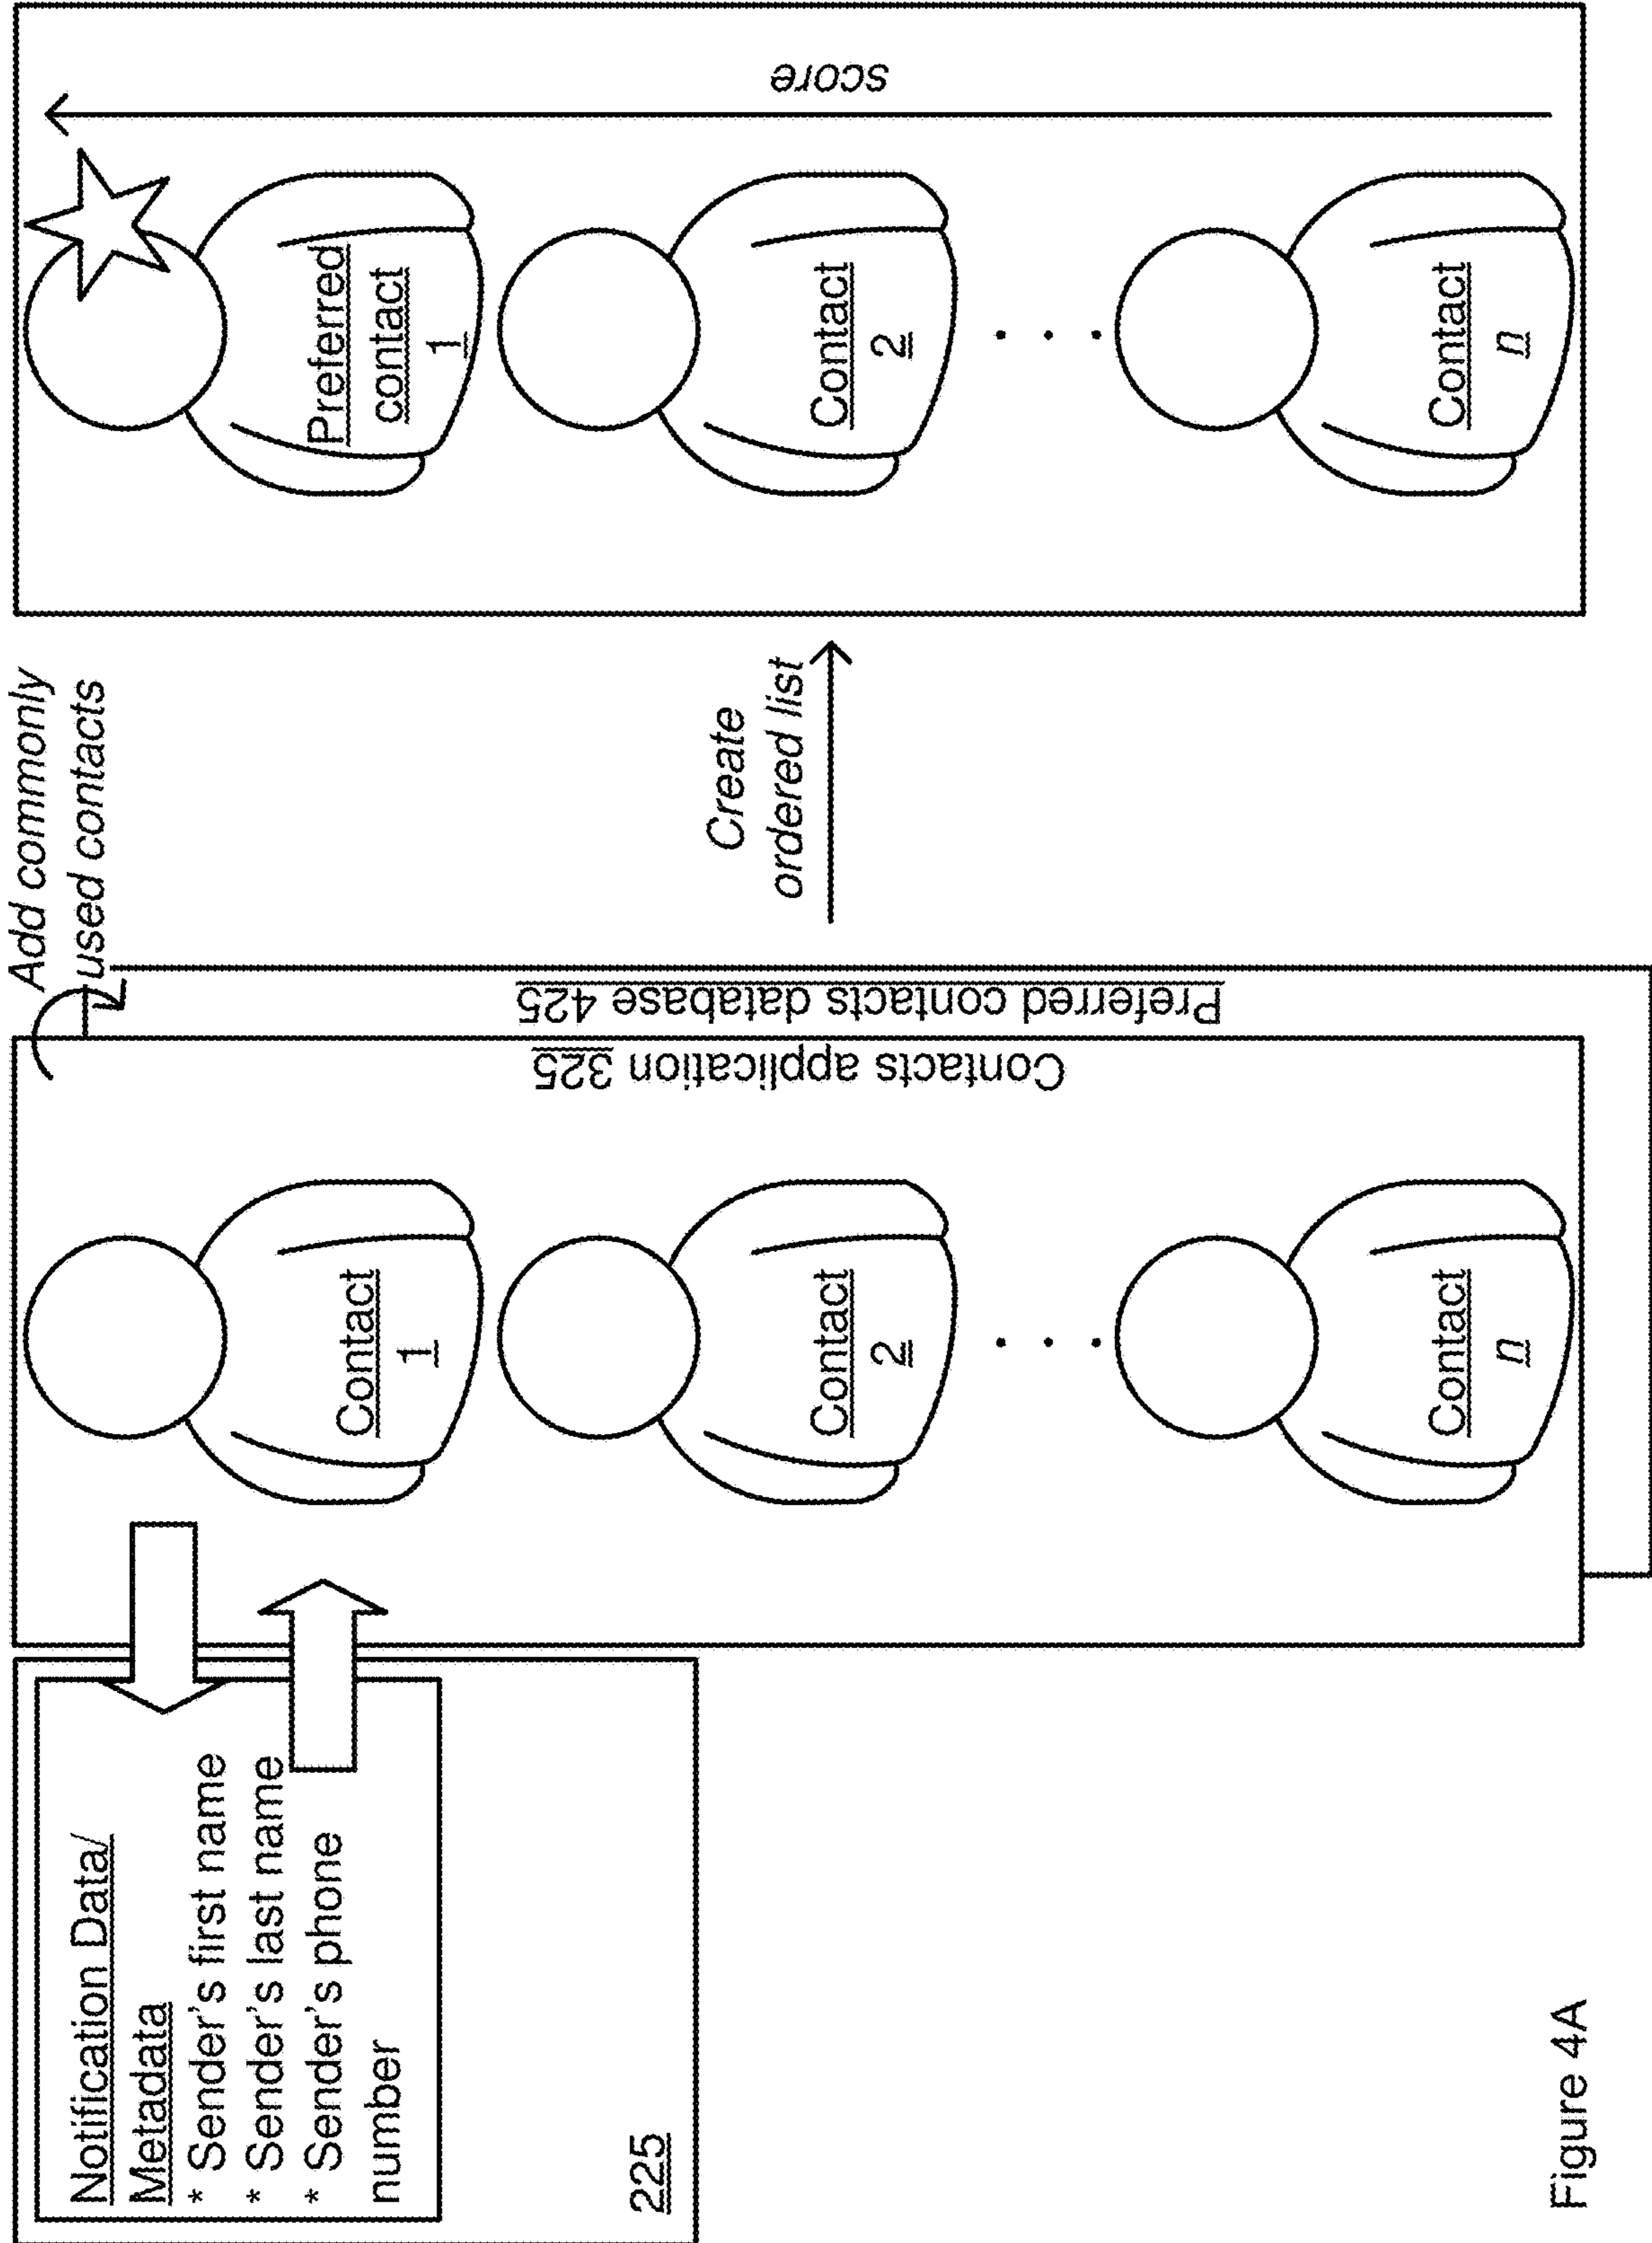 Notification Data/
Metadata
* Sender's first name
* Sender's last name
* Sender's phone
number
225
Contact
1
Contact
2
. . .
Contact
n
Contacts application 325
Preferred contacts database 425
Add commonly
used contacts
Create
ordered list
Preferred
contact
1
Contact
2
. . .
Contact
n
score
Figure 4A